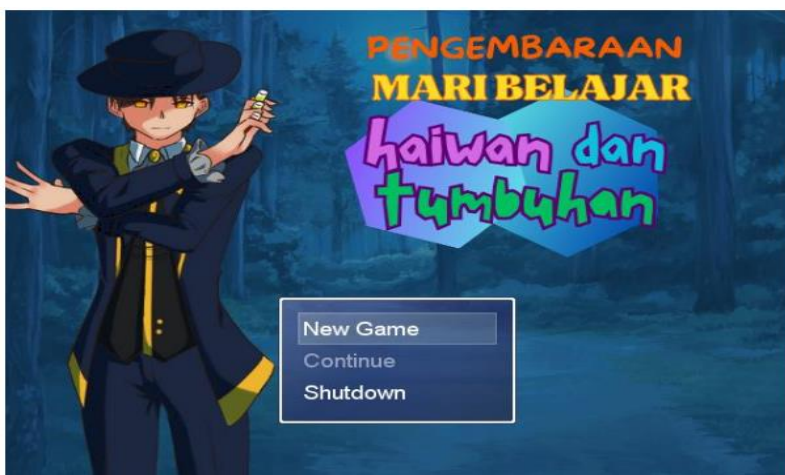 PENGEMBARAAN
MARI BELAJAR
haiwan dan
tumbuhan
New Game
Continue
Shutdown